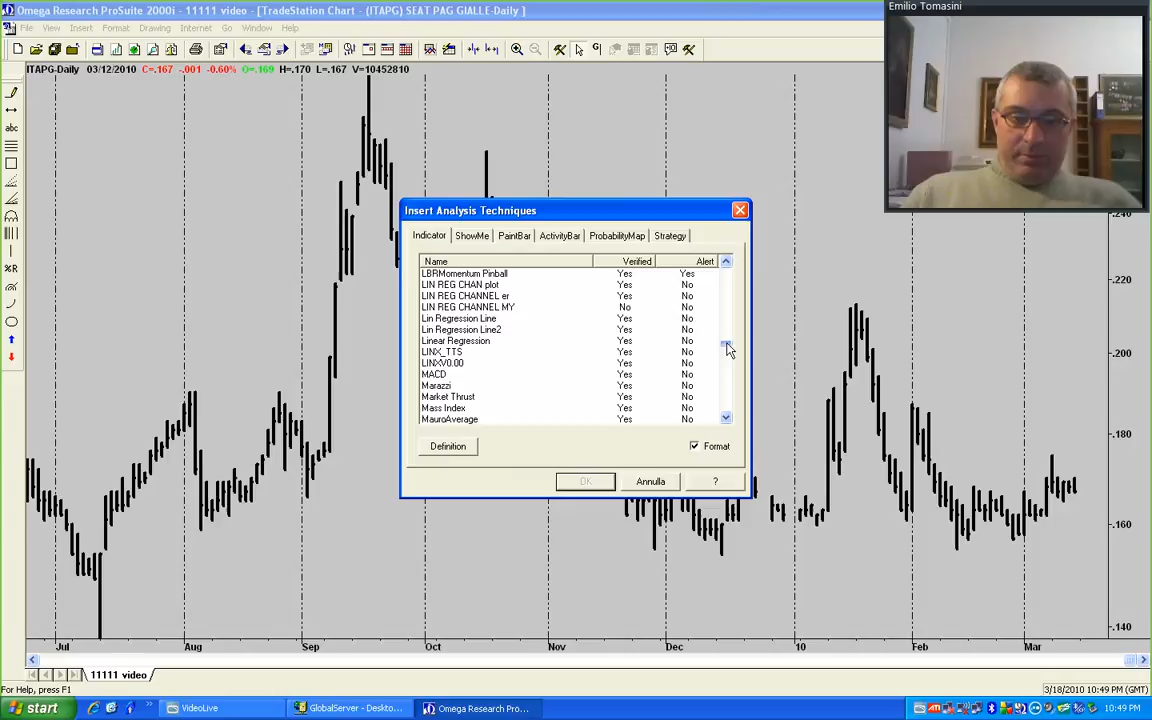 Omega Research ProSuite 2000i - 11111 video - [TradeStation Chart - (ITAPG) SEAT PAG GIALLE-Daily ]
Emilio Tomasini
File View Insert Format Drawing Internet Go Window Help
ITAPG-Daily 03/12/2010 C=.167 -.001 -0.60% O=.169 H=.170 L=.167 V=10452810
abc
%R
Insert Analysis Techniques
Indicator ShowMe PaintBar ActivityBar ProbabilityMap Strategy
Name Verified Alert
LBRMomentum Pinball Yes Yes
LIN REG CHAN plot Yes No
LIN REG CHANNEL er Yes No
LIN REG CHANNEL MY No No
Lin Regression Line Yes No
Lin Regression Line2 Yes No
Linear Regression Yes No
LINX_TTS Yes No
LINXV0.00 Yes No
MACD Yes No
Marazzi Yes No
Market Thrust Yes No
Mass Index Yes No
MauroAverage Yes No
Definition Format
OK Annulla ?
.240
.220
.200
.180
.160
.140
Jul Aug Sep Oct Nov Dec 10 Feb Mar
11111 video
For Help, press F1
3/18/2010 10:49 PM (GMT)
start VideoLive GlobalServer - Deskto... Omega Research Pro... 10:49 PM